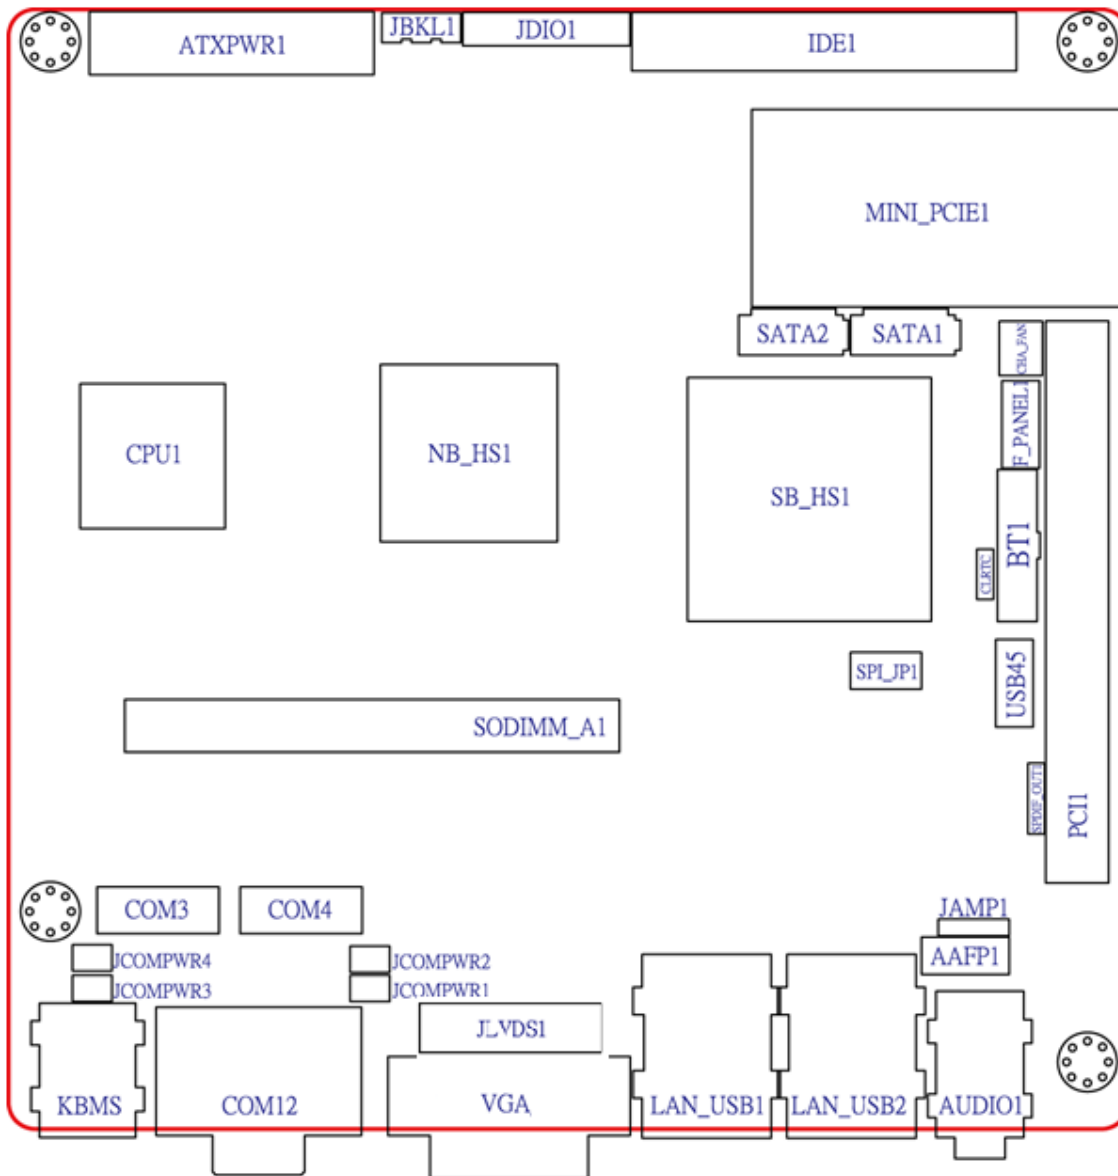 ATXPWR1
JBKL1
JDIO1
IDE1
MINI_PCIE1
SATA2
SATA1
CHA_FAN
F_PANEL1
CPU1
NB_HS1
SB_HS1
BT1
CLRTC
SPI_JP1
USB45
SODIMM_A1
SPDIF_OUT1
PCI1
COM3
COM4
JAMP1
AAFP1
JCOMPWR4
JCOMPWR2
JCOMPWR3
JCOMPWR1
JLVDS1
KBMS
COM12
VGA
LAN_USB1
LAN_USB2
AUDIO1